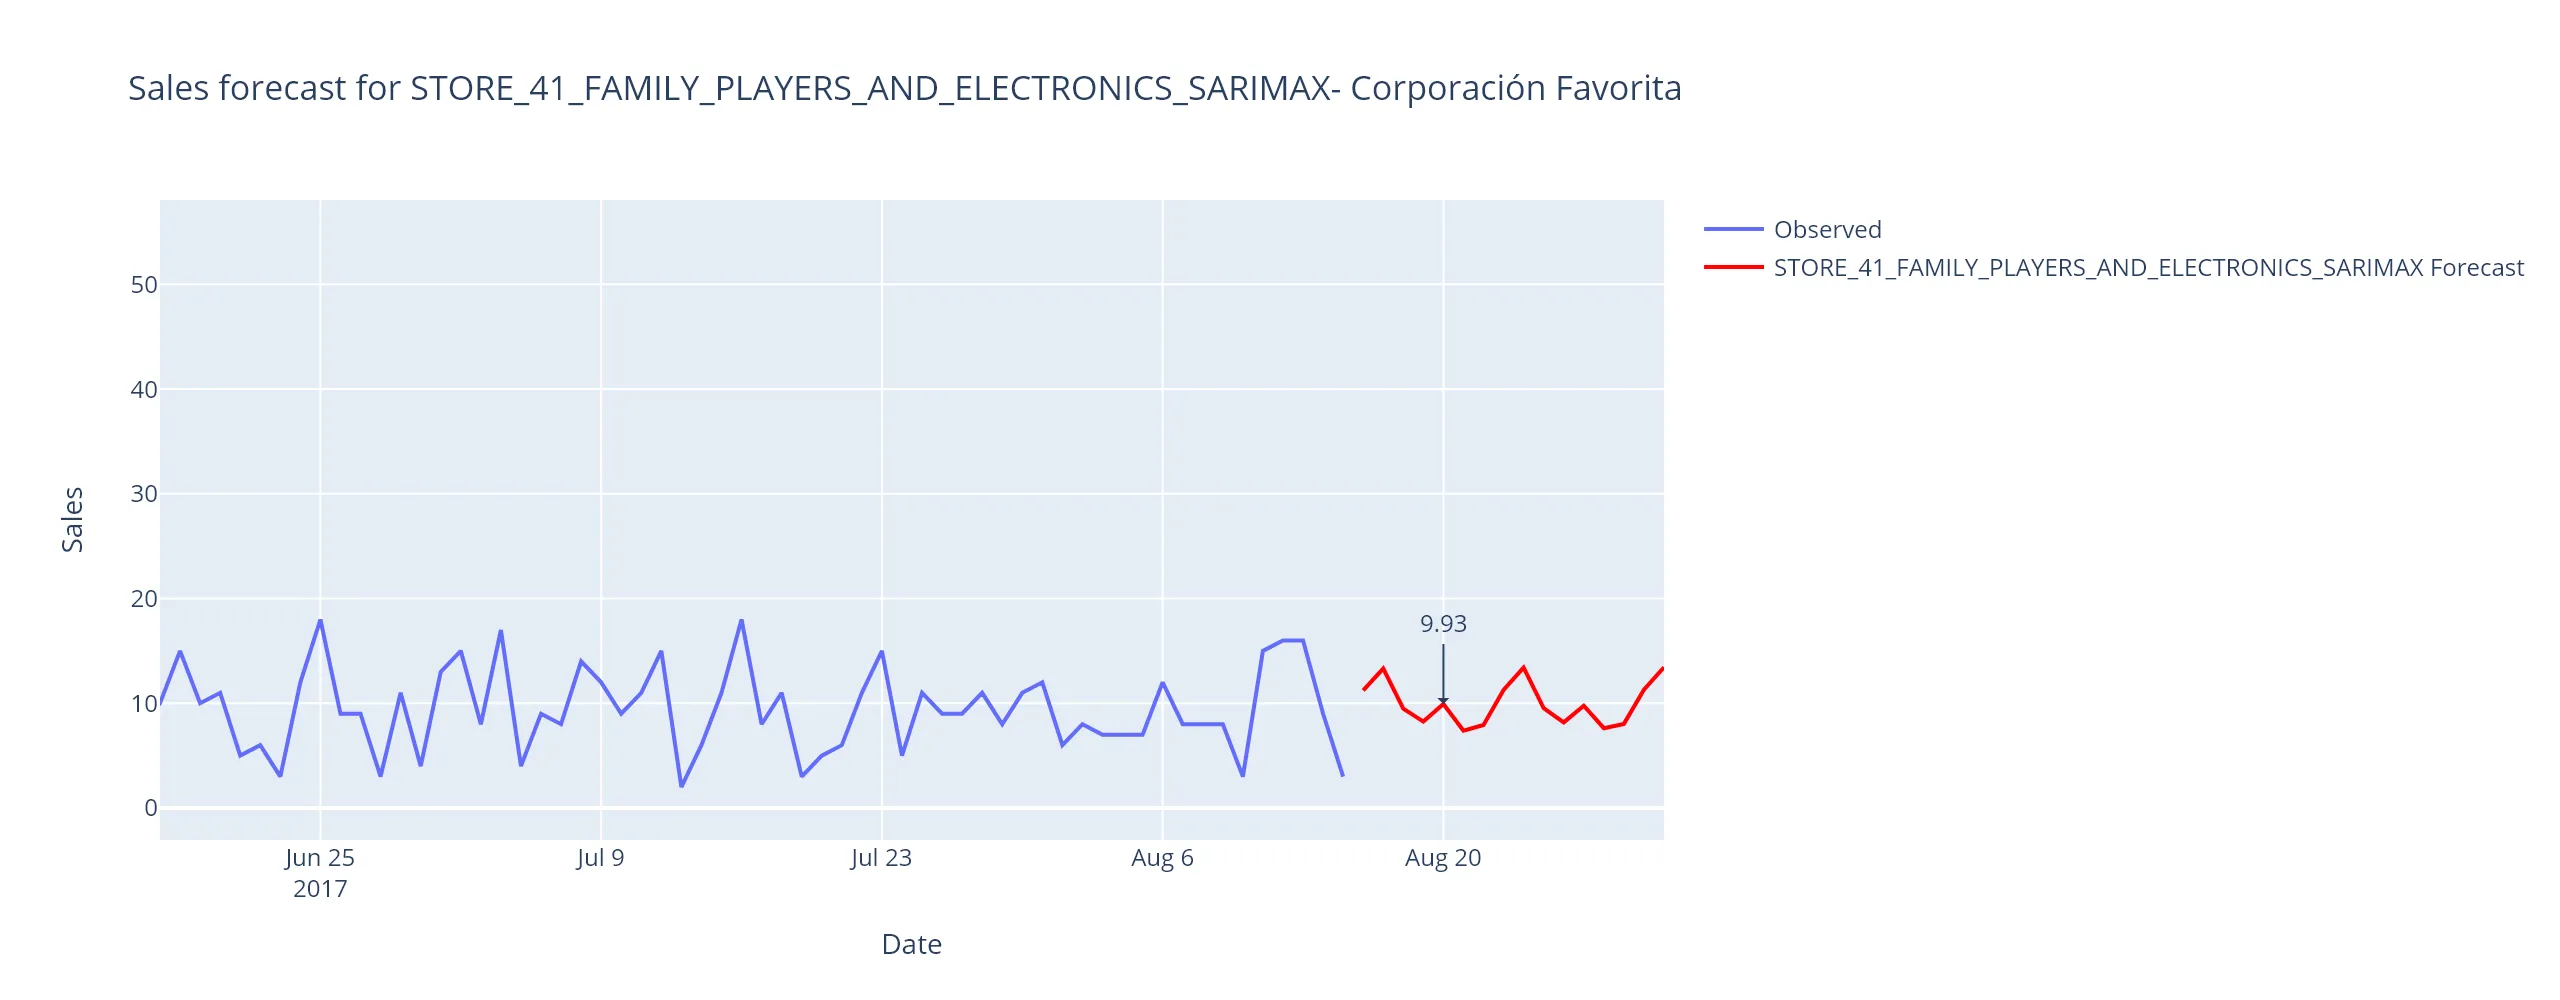 Sales forecast for STORE_41_FAMILY_PLAYERS_AND_ELECTRONICS_SARIMAX- Corporación Favorita
Observed
STORE_41_FAMILY_PLAYERS_AND_ELECTRONICS_SARIMAX Forecast
50
40
30
20
10
0
Sales
9.93
Jun 25
2017
Jul 9
Jul 23
Aug 6
Aug 20
Date